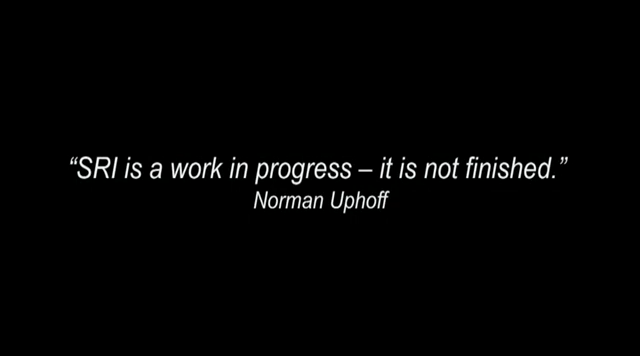 “SRI is a work in progress – it is not finished.”
Norman Uphoff